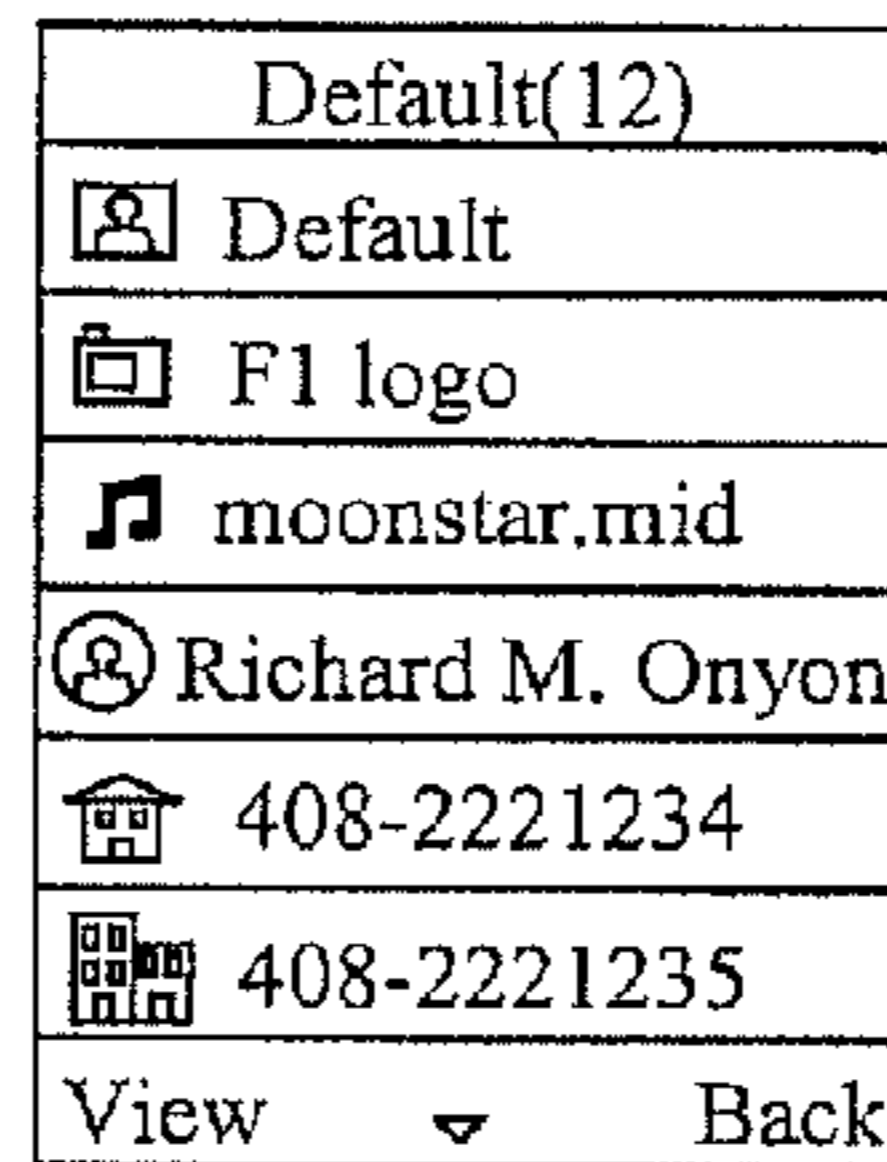 Default(12)
Default
F1 logo
moonstar.mid
Richard M. Onyon
408-2221234
408-2221235
View Back